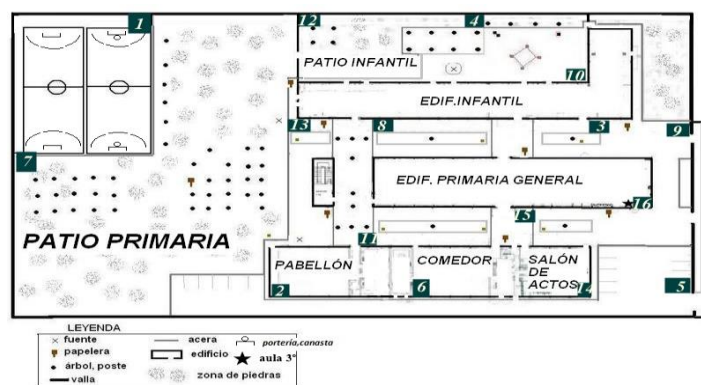 1
12
4
PATIO INFANTIL
10
EDIF.INFANTIL
13
8
3
9
7
EDIF. PRIMARIA GENERAL
16
15
PATIO PRIMARIA
11
PABELLÓN
COMEDOR
SALÓN
DE
ACTOS
2
6
14
5
LEYENDA
fuente
acera
portería,canasta
papelera
edificio
aula 3º
árbol, poste
valla
zona de piedras